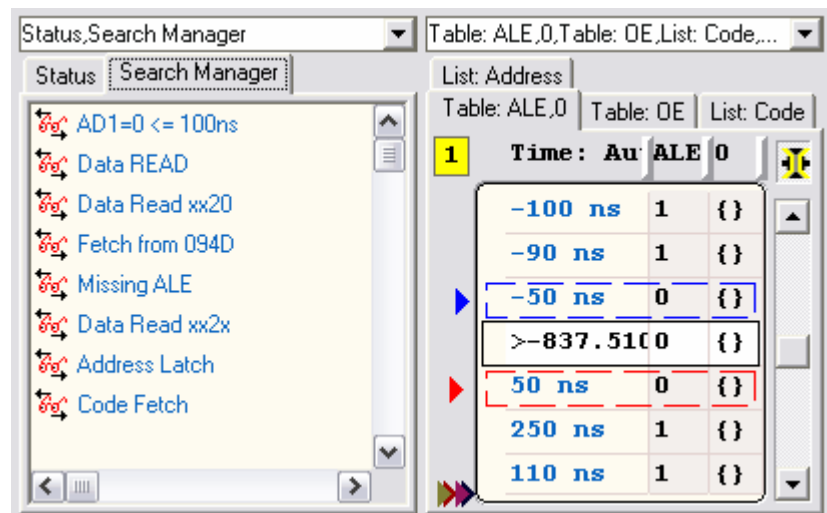 Status,Search Manager
Status Search Manager
AD1=0 <= 100ns
Data READ
Data Read xx20
Fetch from 094D
Missing ALE
Data Read xx2x
Address Latch
Code Fetch
Table: ALE,0,Table: OE,List: Code,...
List: Address
Table: ALE,0 Table: OE List: Code
1 Time: Au ALE 0
-100 ns 1 {}
-90 ns 1 {}
-50 ns 0 {}
>-837.510 0 {}
50 ns 0 {}
250 ns 1 {}
110 ns 1 {}